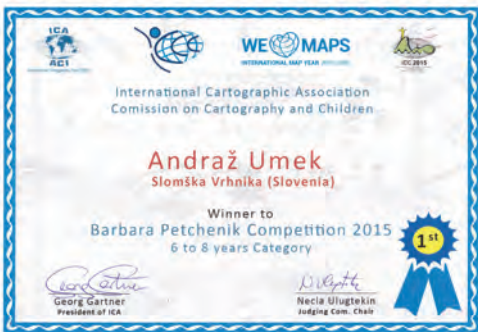 ICA
ACI
WE MAPS
INTERNATIONAL MAP YEAR
ICC 2015
International Cartographic Association
Comission on Cartography and Children
Andraž Umek
Slomška Vrhnika (Slovenia)
Winner to
Barbara Petchenik Competition 2015
6 to 8 years Category
1st
Georg Gartner
President of ICA
Necla Ulugtekin
Judging Com. Chair